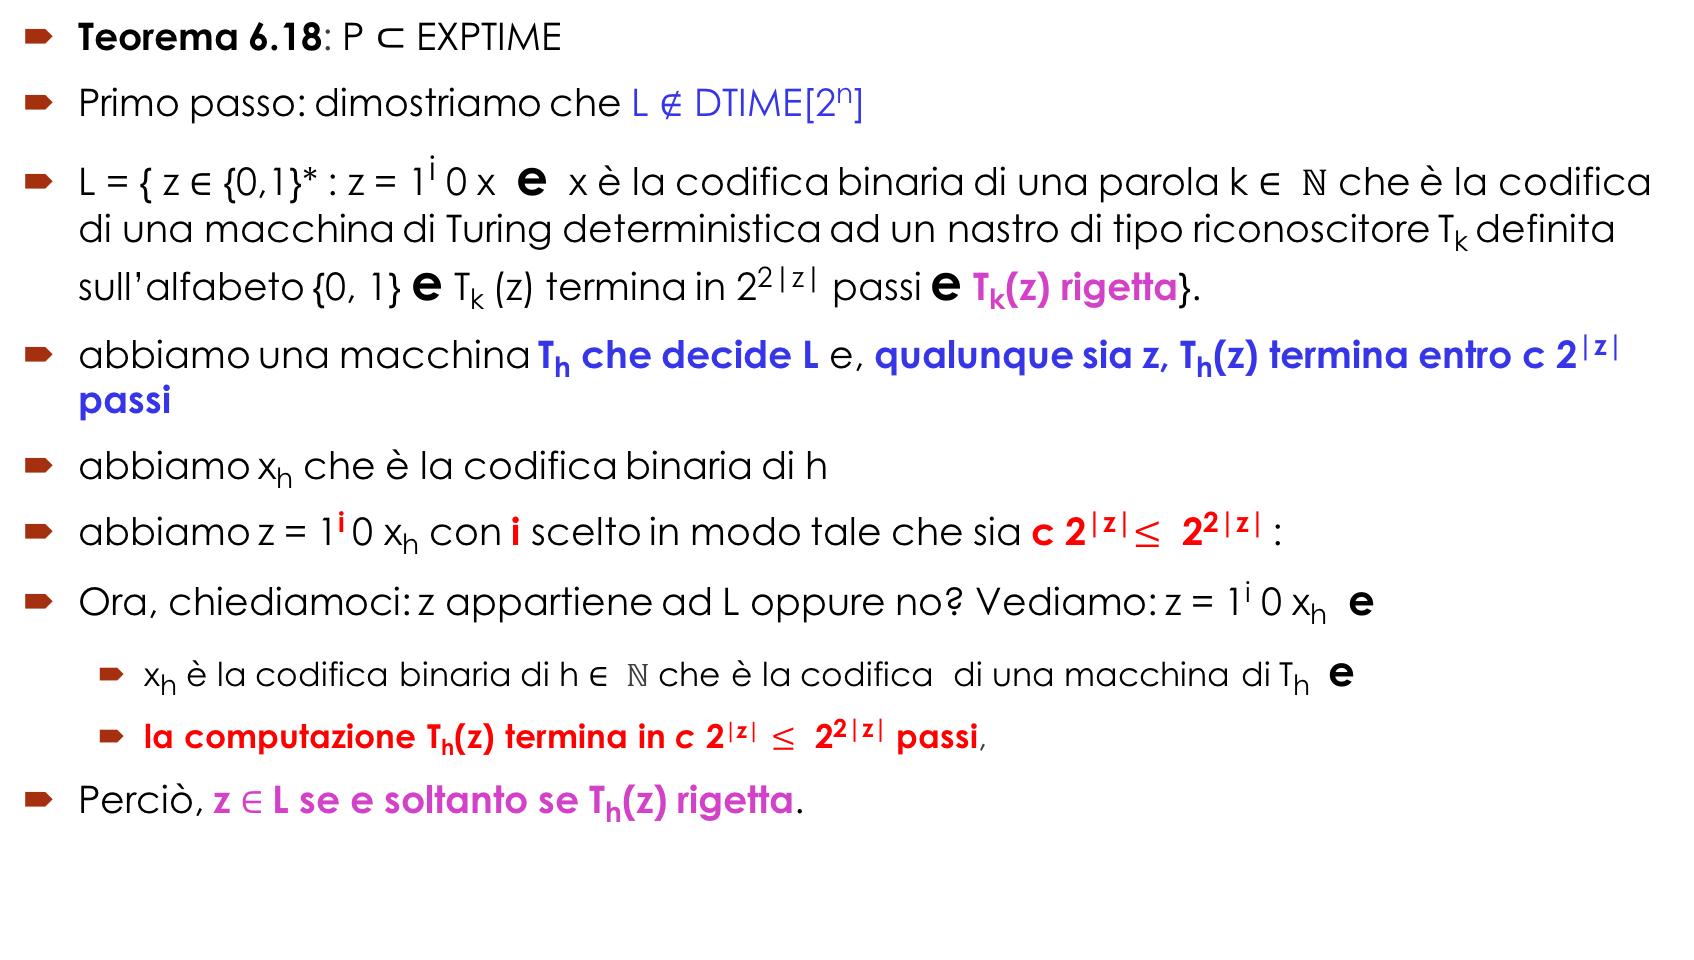 Teorema 6.18: P ⊂ EXPTIME
Primo passo: dimostriamo che L ∉ DTIME[2ⁿ]
L = { z ∈ {0,1}* : z = 1ⁱ 0 x e x è la codifica binaria di una parola k ∈ ℕ che è la codifica
di una macchina di Turing deterministica ad un nastro di tipo riconoscitore Tₖ definita
sull’alfabeto {0, 1} e Tₖ (z) termina in 2²|ᶻ| passi e Tₖ(z) rigetta}.
abbiamo una macchina Tₕ che decide L e, qualunque sia z, Tₕ(z) termina entro c 2|ᶻ|
passi
abbiamo xₕ che è la codifica binaria di h
abbiamo z = 1ⁱ 0 xₕ con i scelto in modo tale che sia c 2|ᶻ| ≤ 2²|ᶻ| :
Ora, chiediamoci: z appartiene ad L oppure no? Vediamo: z = 1ⁱ 0 xₕ e
xₕ è la codifica binaria di h ∈ ℕ che è la codifica di una macchina di Tₕ e
la computazione Tₕ(z) termina in c 2|ᶻ| ≤ 2²|ᶻ| passi,
Perciò, z ∈ L se e soltanto se Tₕ(z) rigetta.